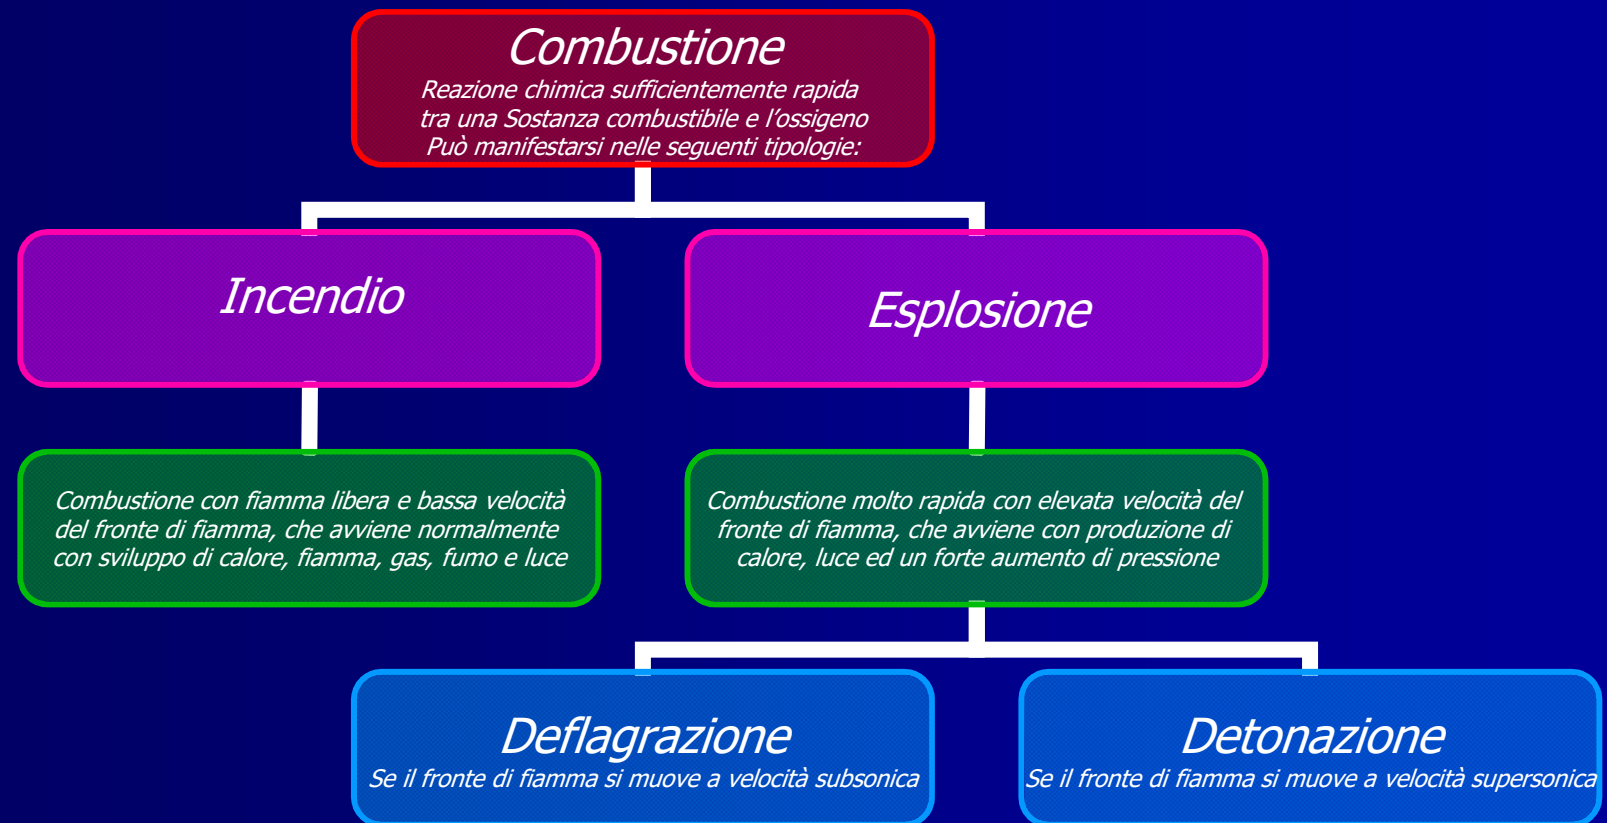 Combustione
Reazione chimica sufficientemente rapida
tra una Sostanza combustibile e l’ossigeno
Può manifestarsi nelle seguenti tipologie:
Incendio
Esplosione
Combustione con fiamma libera e bassa velocità
del fronte di fiamma, che avviene normalmente
con sviluppo di calore, fiamma, gas, fumo e luce
Combustione molto rapida con elevata velocità del
fronte di fiamma, che avviene con produzione di
calore, luce ed un forte aumento di pressione
Deflagrazione
Se il fronte di fiamma si muove a velocità subsonica
Detonazione
Se il fronte di fiamma si muove a velocità supersonica